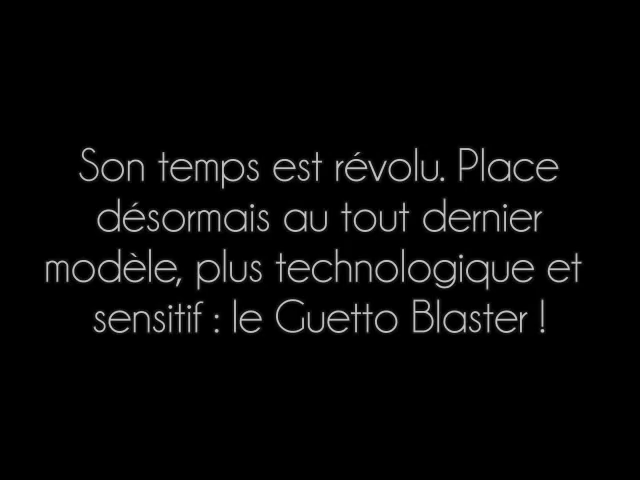 Son temps est révolu. Place
désormais au tout dernier
modèle, plus technologique et
sensitif : le Guetto Blaster !